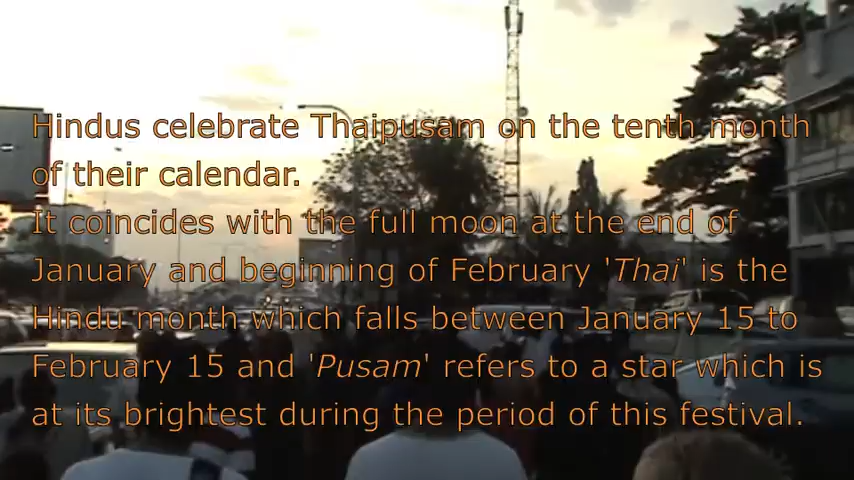 Hindus celebrate Thaipusam on the tenth month
of their calendar.
It coincides with the full moon at the end of
January and beginning of February 'Thai' is the
Hindu month which falls between January 15 to
February 15 and 'Pusam' refers to a star which is
at its brightest during the period of this festival.